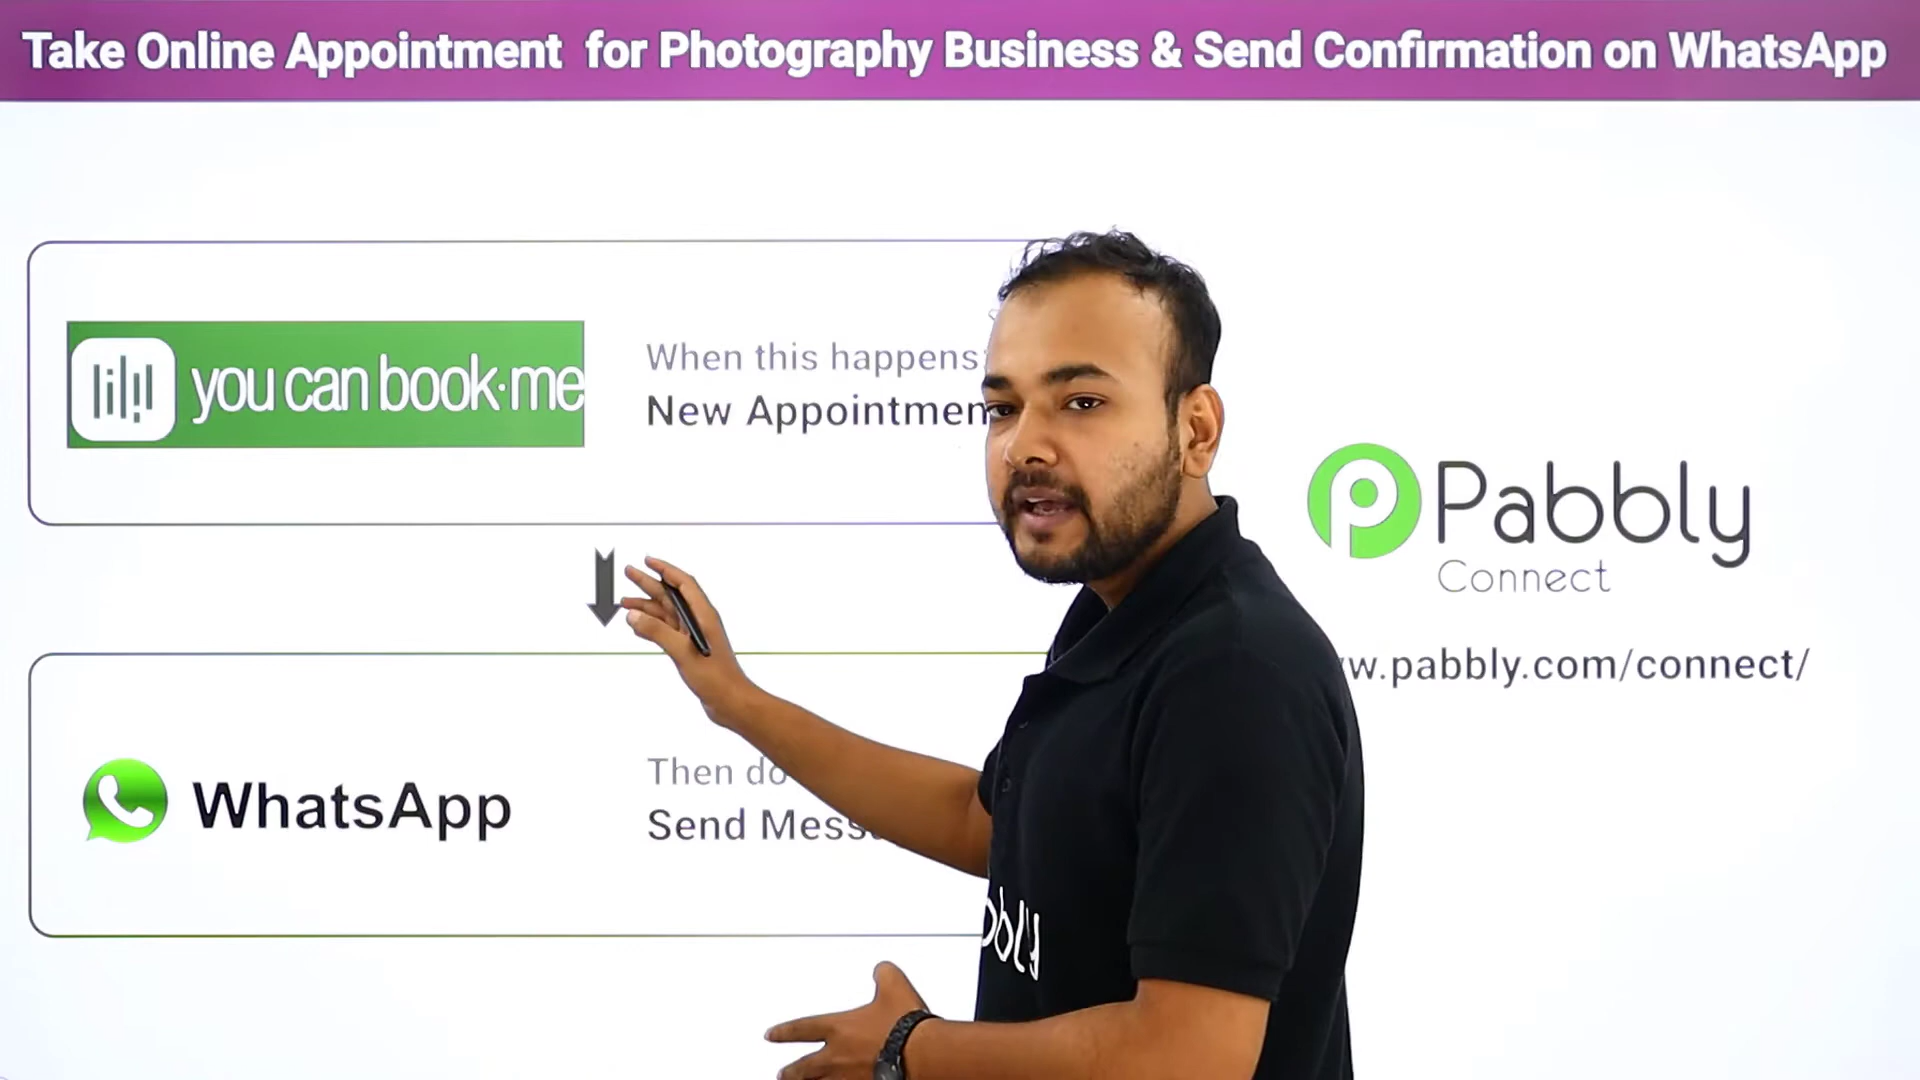 Take Online Appointment for Photography Business & Send Confirmation on WhatsApp
you can book.me
When this happens:
New Appointmen
Pabbly
Connect
w.pabbly.com/connect/
WhatsApp
Then do
Send Mess
bly